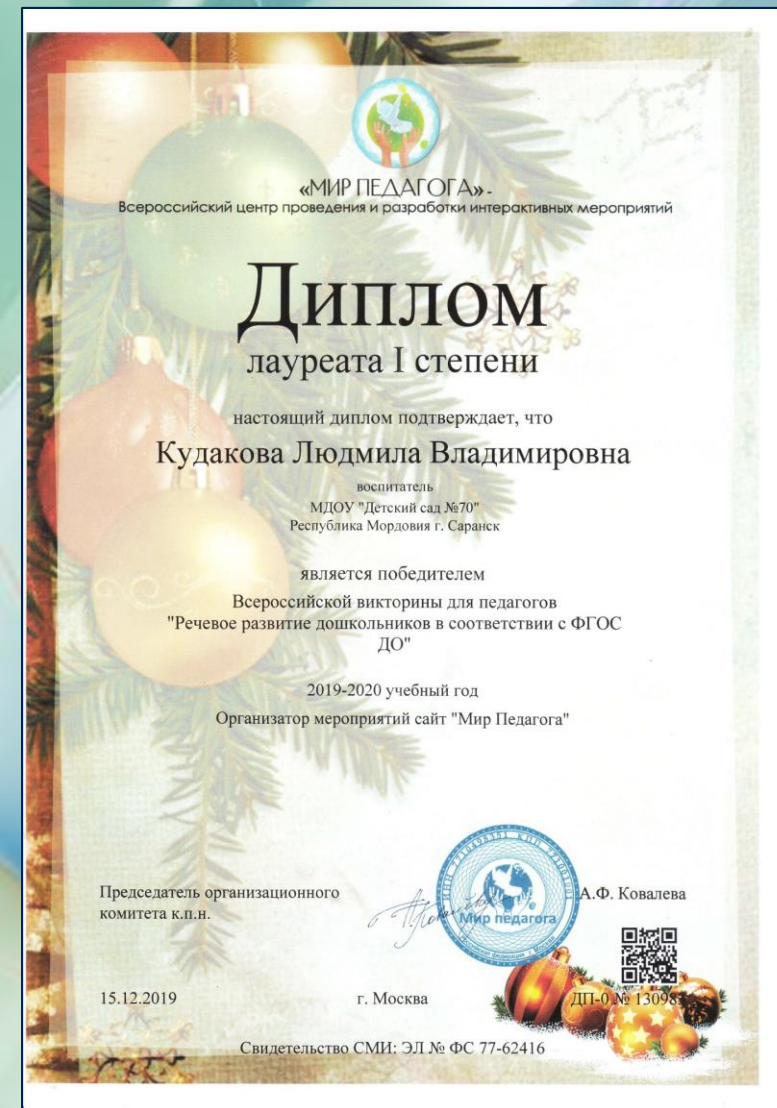 «МИР ПЕДАГОГА» -
Всероссийский центр проведения и разработки интерактивных мероприятий
Диплом
лауреата I степени
настоящий диплом подтверждает, что
Кудакова Людмила Владимировна
воспитатель
МДОУ "Детский сад №70"
Республика Мордовия г. Саранск
является победителем
Всероссийской викторины для педагогов
"Речевое развитие дошкольников в соответствии с ФГОС
ДО"
2019-2020 учебный год
Организатор мероприятий сайт "Мир Педагога"
Председатель организационного
комитета к.п.н.
Мир педагога
А.Ф. Ковалева
15.12.2019
г. Москва
ДП-0 №
Свидетельство СМИ: ЭЛ № ФС 77-62416